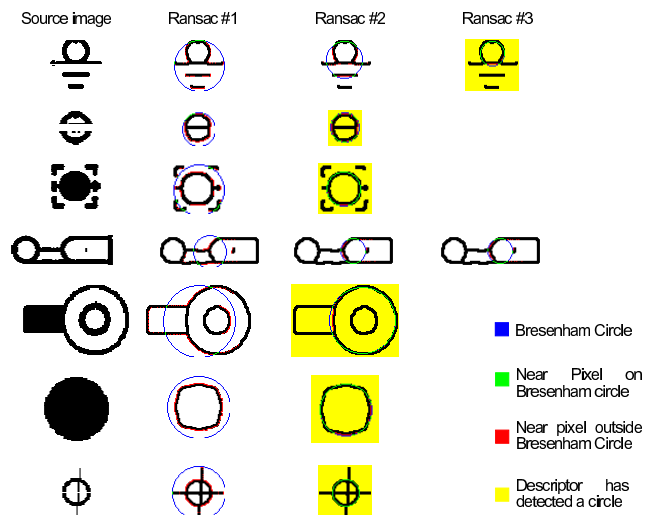 Source image Ransac #1 Ransac #2 Ransac #3
Bresenham Circle
Near Pixel on
Bresenham circle
Near pixel outside
Bresenham Circle
Descriptor has
detected a circle